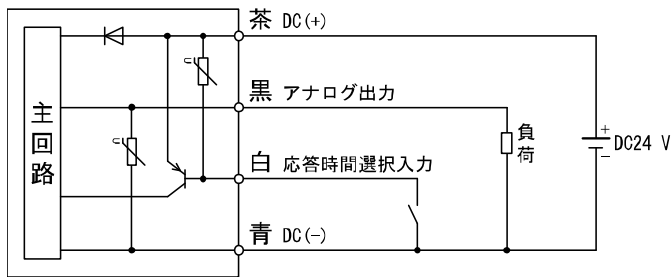 茶 DC(+)
主回路
黒 アナログ出力
負荷
+
DC24 V
-
白 応答時間選択入力
青 DC(-)